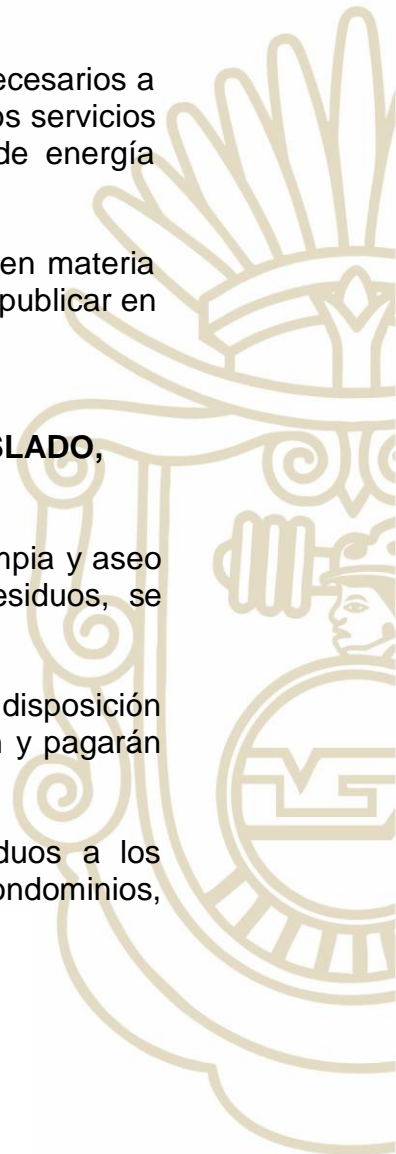 ecesarios a
os servicios
de energía
en materia
publicar en
SLADO,
mpia y aseo
esiduos, se
disposición
n y pagarán
duos a los
ondominios,